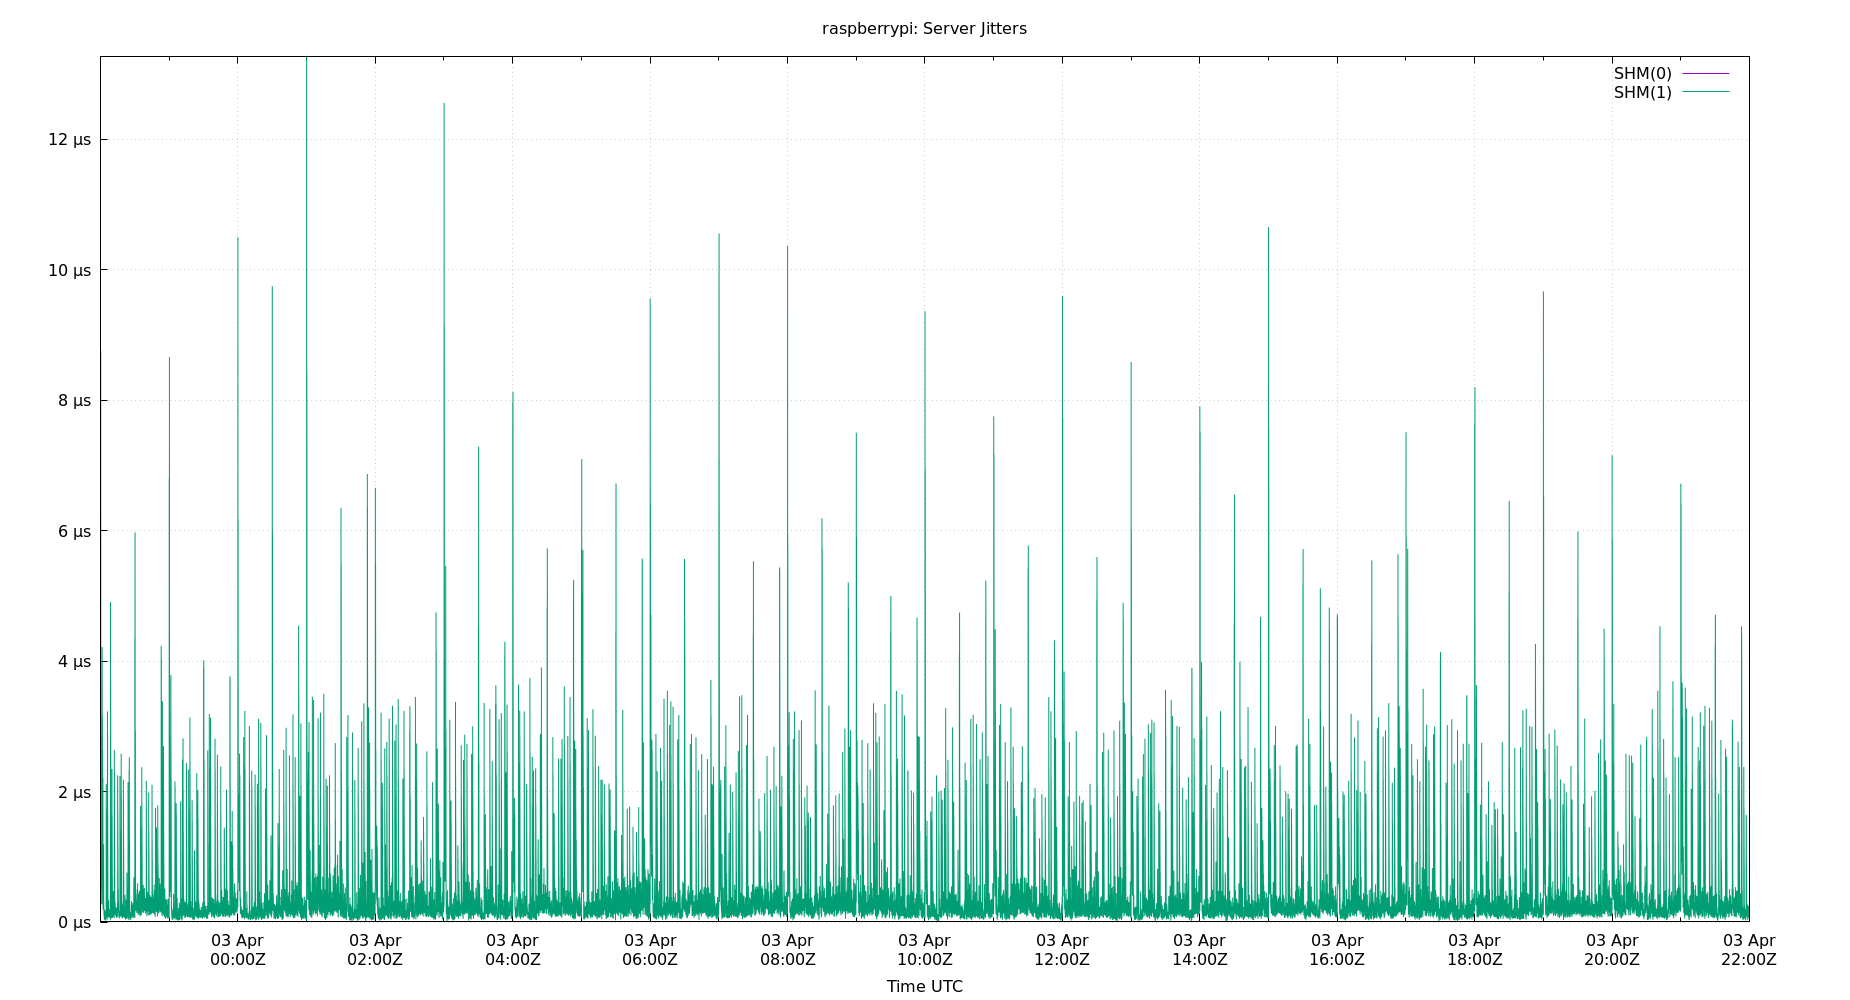 raspberrypi: Server Jitters
SHM(0)
SHM(1)
12 µs
10 µs
8 µs
6 µs
4 µs
2 µs
0 µs
03 Apr 03 Apr 03 Apr 03 Apr 03 Apr 03 Apr 03 Apr 03 Apr 03 Apr 03 Apr 03 Apr 03 Apr
00:00Z 02:00Z 04:00Z 06:00Z 08:00Z 10:00Z 12:00Z 14:00Z 16:00Z 18:00Z 20:00Z 22:00Z
Time UTC